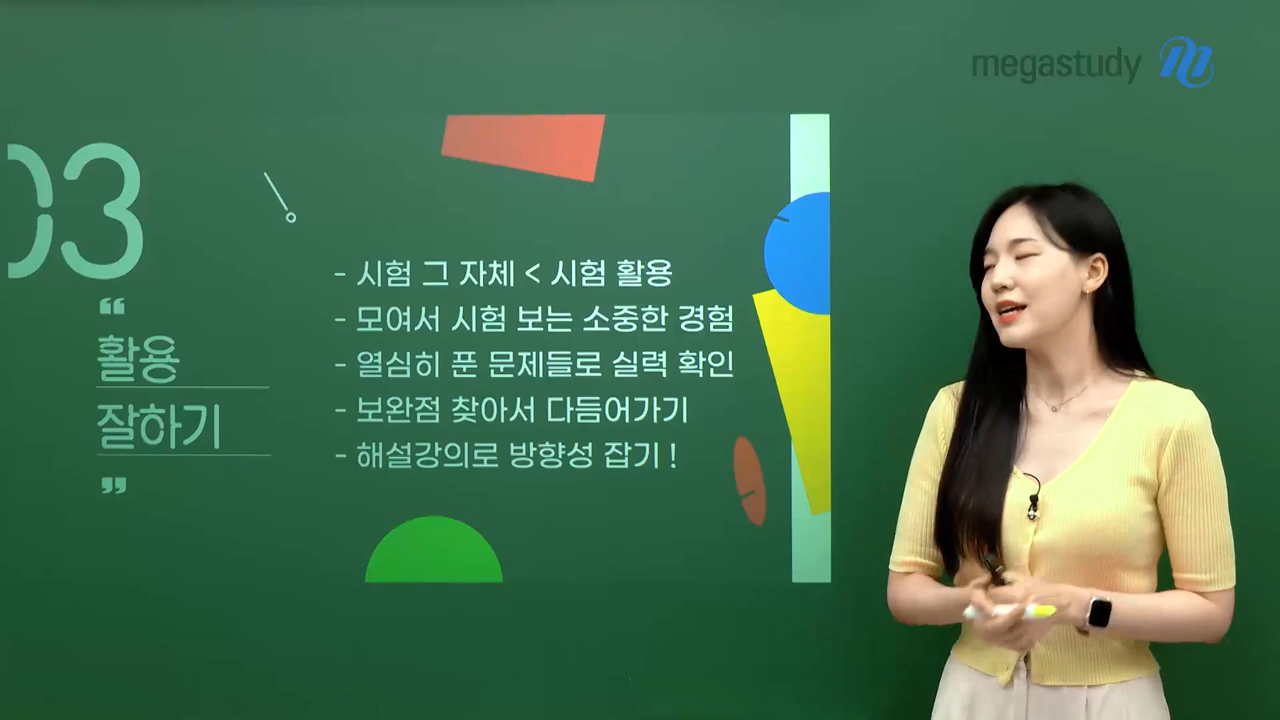 megastudy
03
“
활용
잘하기
”
- 시험 그 자체 < 시험 활용
- 모여서 시험 보는 소중한 경험
- 열심히 푼 문제들로 실력 확인
- 보완점 찾아서 다듬어가기
- 해설강의로 방향성 잡기 !